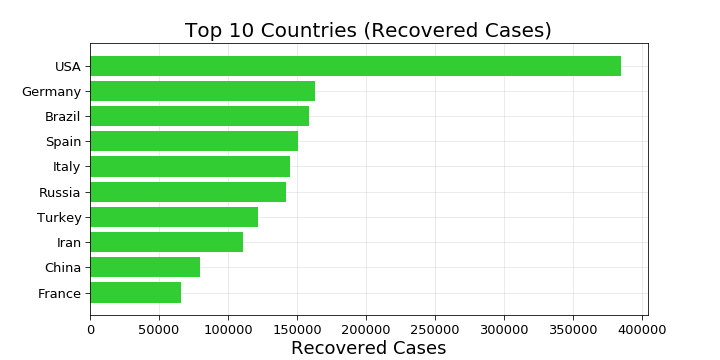 Top 10 Countries (Recovered Cases)
USA
Germany
Brazil
Spain
Italy
Russia
Turkey
Iran
China
France
0 50000 100000 150000 200000 250000 300000 350000 400000
Recovered Cases